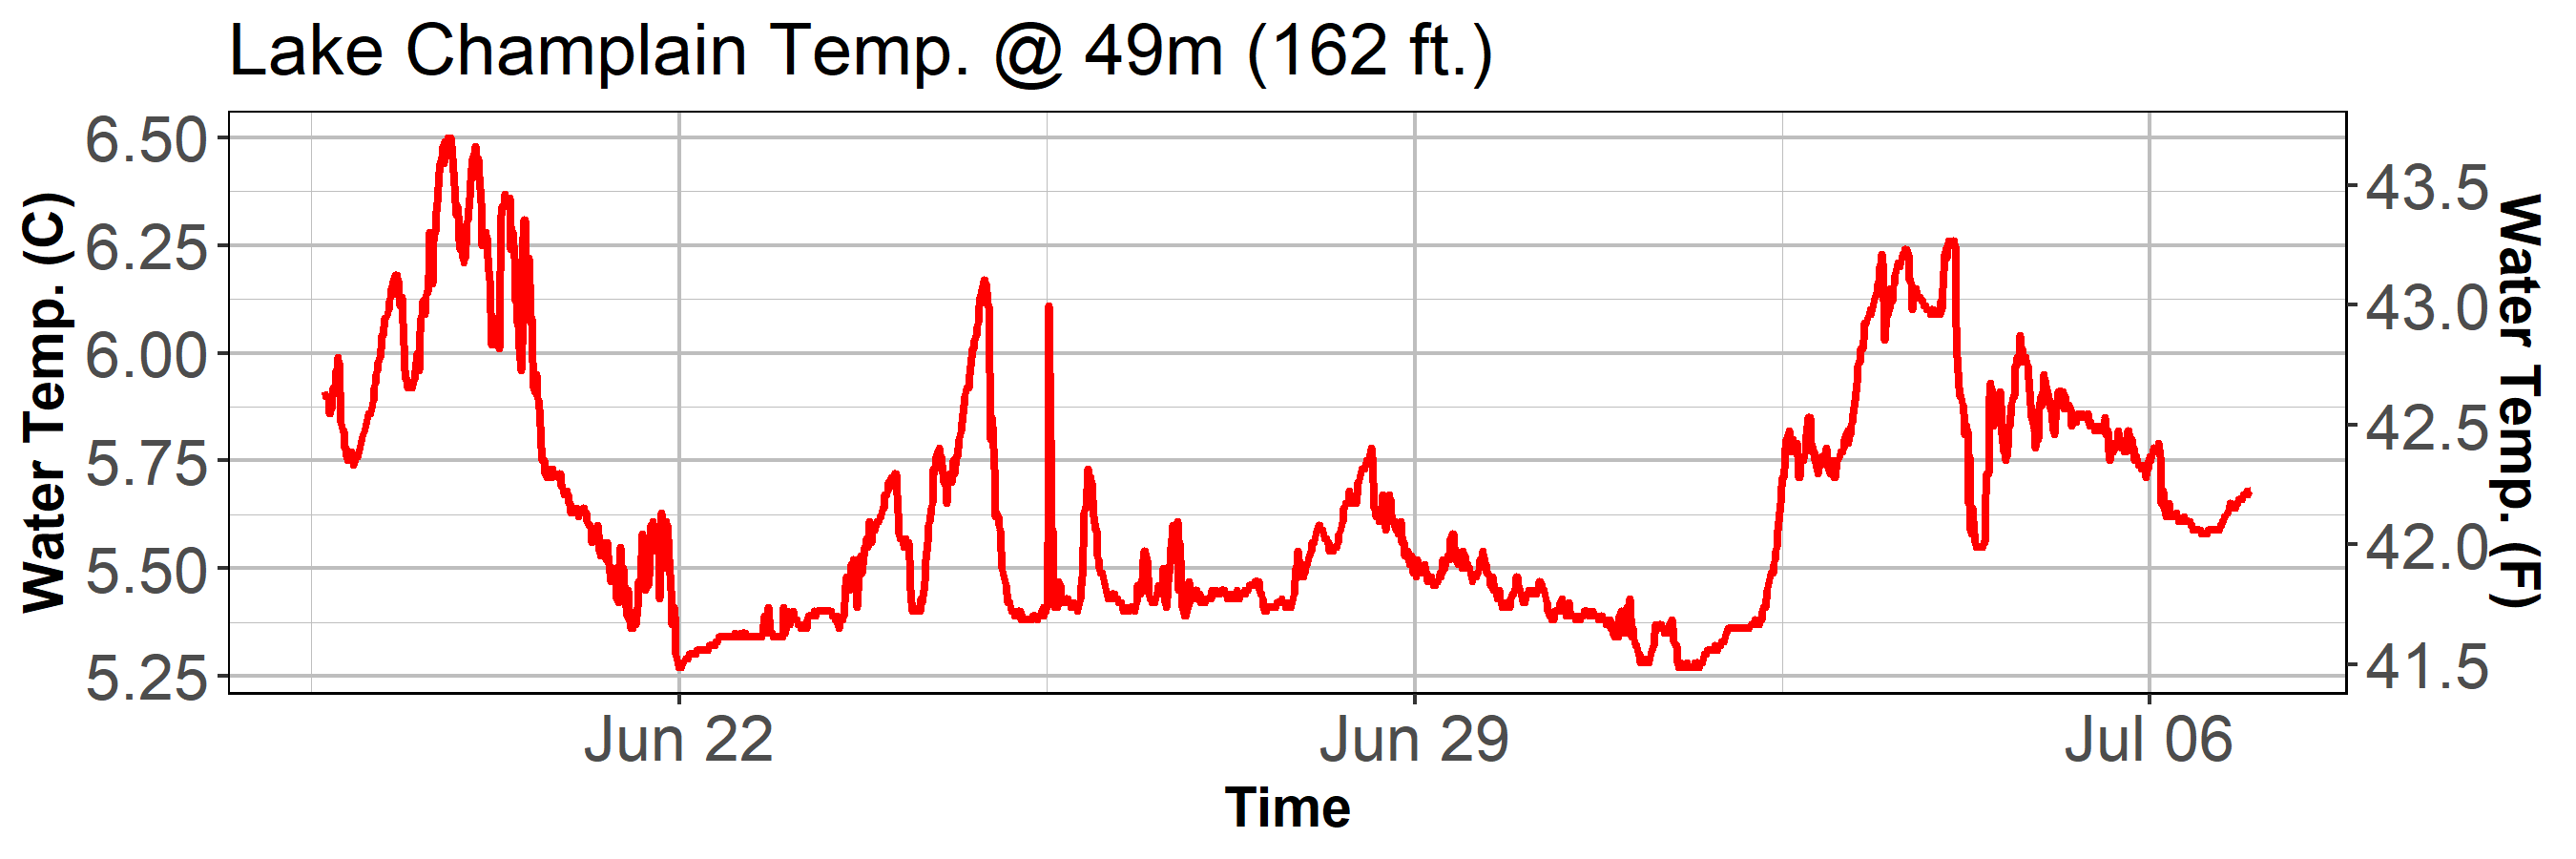 Lake Champlain Temp. @ 49m (162 ft.)
Water Temp. (C)
6.50
6.25
6.00
5.75
5.50
5.25
43.5
43.0
42.5
42.0
41.5
Water Temp. (F)
Jun 22
Jun 29
Jul 06
Time